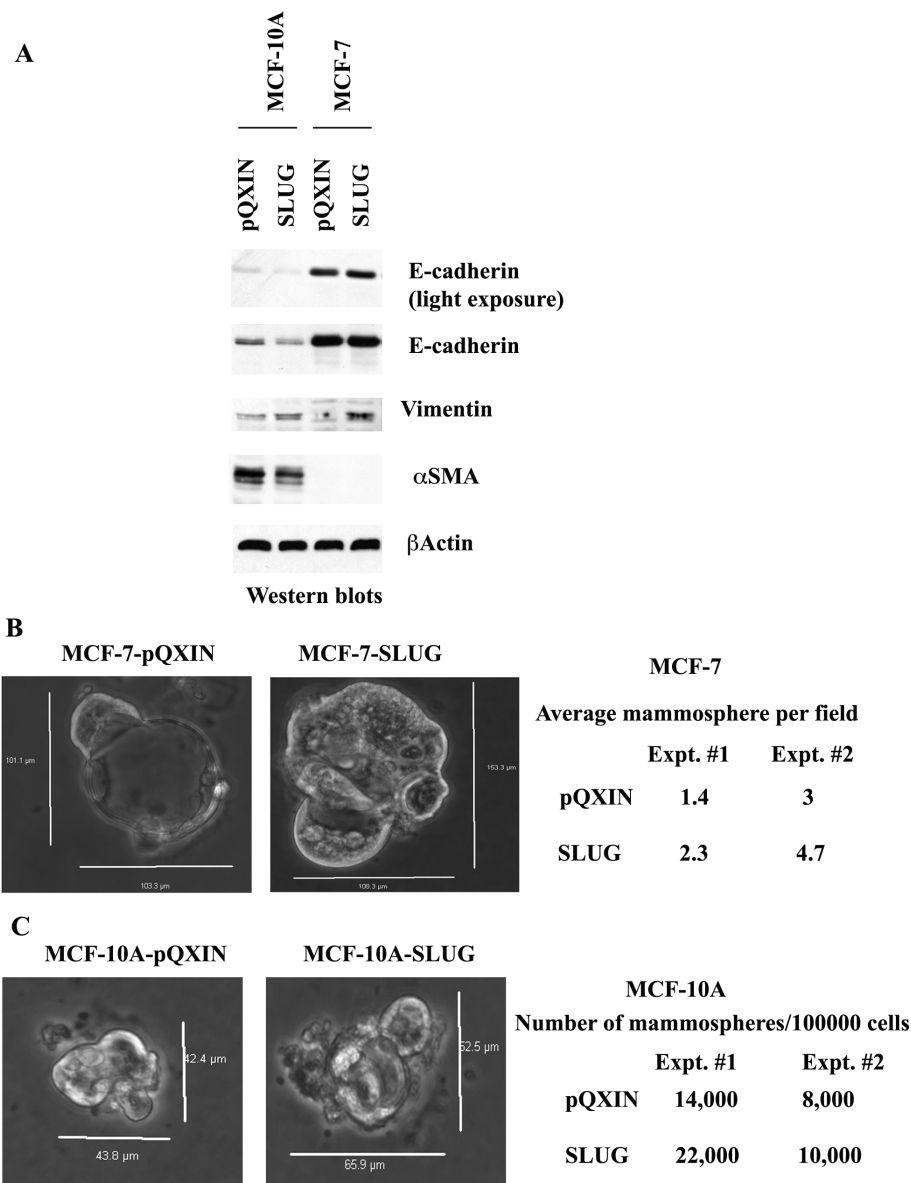 A
MCF-10A
MCF-7
pQXIN
SLUG
pQXIN
SLUG
E-cadherin
(light exposure)
E-cadherin
Vimentin
αSMA
βActin
Western blots
B
MCF-7-pQXIN
MCF-7-SLUG
101.1 µm
103.3 µm
153.3 µm
108.3 µm
MCF-7
Average mammosphere per field
Expt. #1 Expt. #2
pQXIN 1.4 3
SLUG 2.3 4.7
C
MCF-10A-pQXIN
MCF-10A-SLUG
42.4 µm
43.8 µm
52.5 µm
65.9 µm
MCF-10A
Number of mammospheres/100000 cells
Expt. #1 Expt. #2
pQXIN 14,000 8,000
SLUG 22,000 10,000